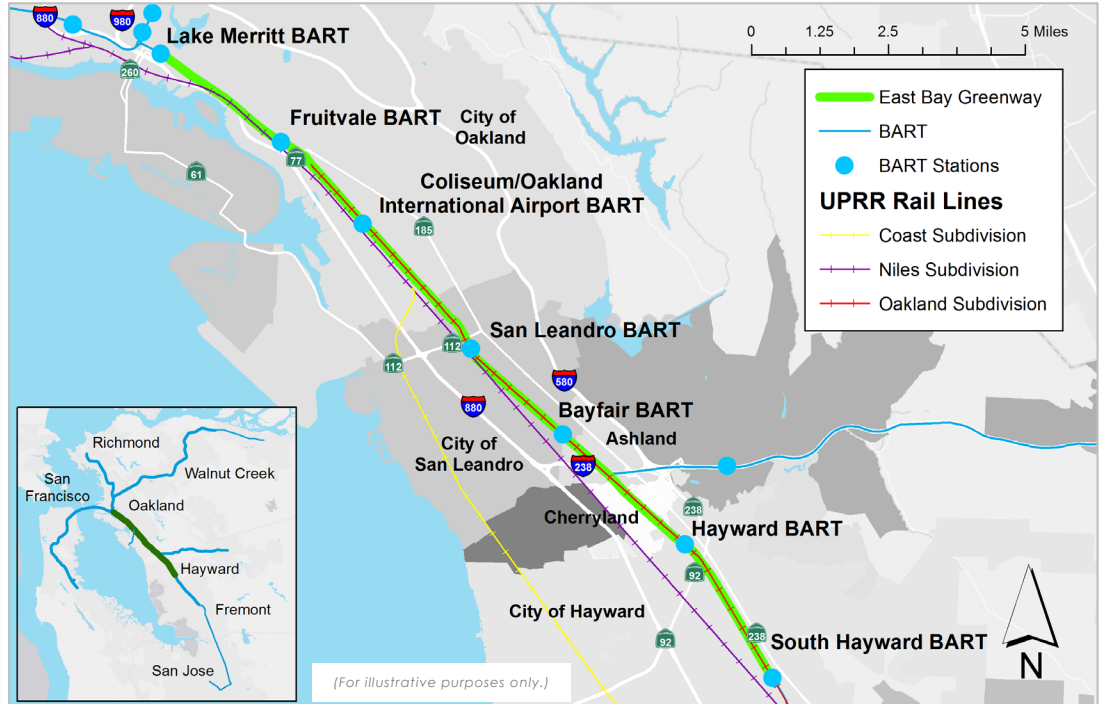 880
980
Lake Merritt BART
260
0 1.25 2.5 5 Miles
East Bay Greenway
BART
BART Stations
UPRR Rail Lines
Coast Subdivision
Niles Subdivision
Oakland Subdivision
Fruitvale BART
City of
Oakland
77
61
Coliseum/Oakland
International Airport BART
185
San Leandro BART
112
112
580
880
Bayfair BART
Ashland
City of
San Leandro
238
238
Cherryland
Hayward BART
92
City of Hayward
92
238
South Hayward BART
N
Richmond
Walnut Creek
San
Francisco
Oakland
Hayward
Fremont
San Jose
(For illustrative purposes only.)